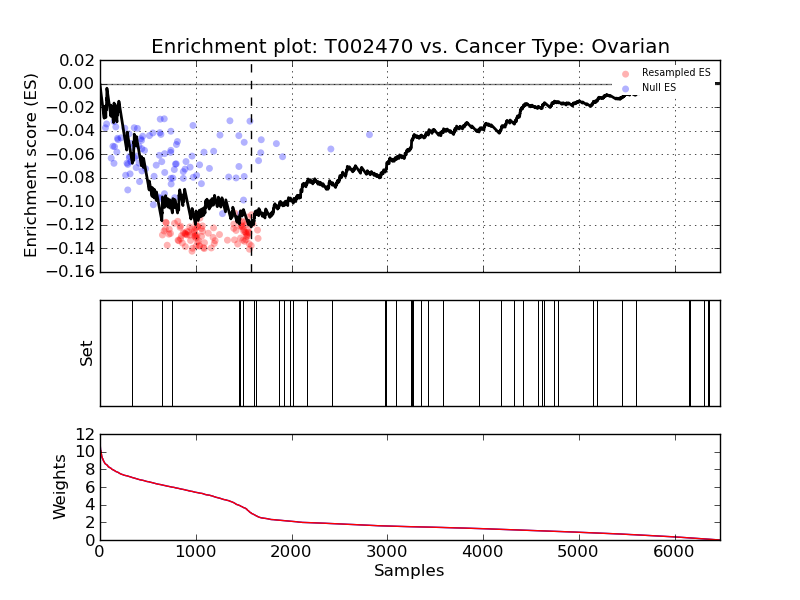 Enrichment plot: T002470 vs. Cancer Type: Ovarian
Enrichment score (ES)
0.02
0.00
−0.02
−0.04
−0.06
−0.08
−0.10
−0.12
−0.14
−0.16
Resampled ES
Null ES
Set
Weights
12
10
8
6
4
2
0
0 1000 2000 3000 4000 5000 6000
Samples